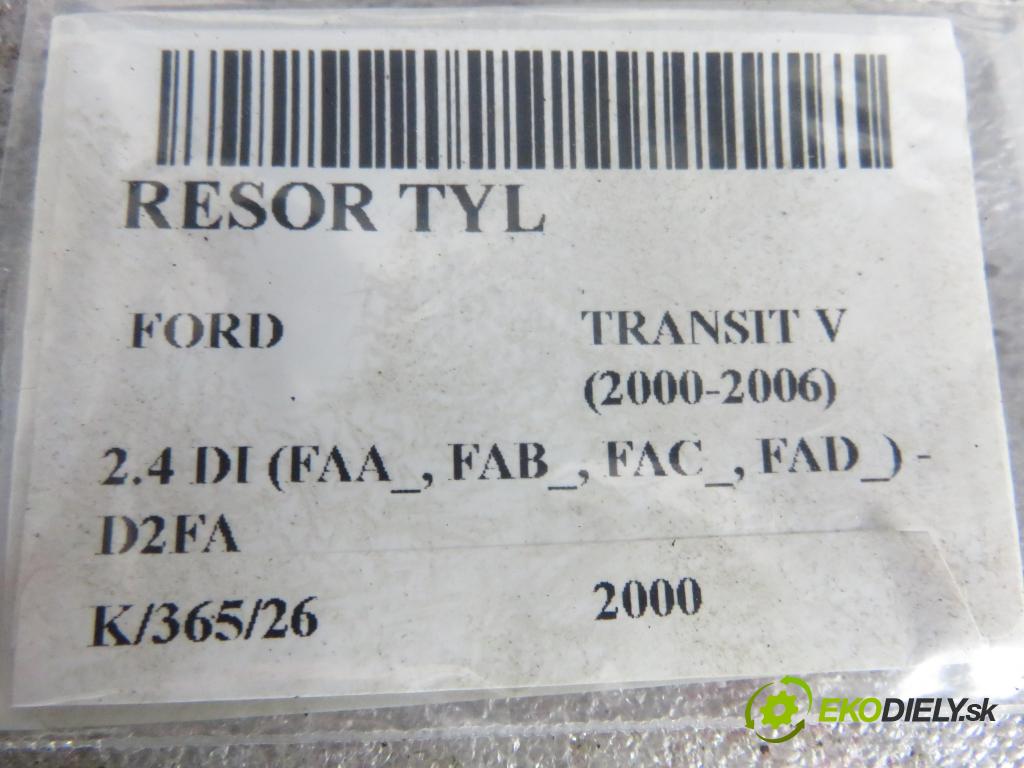 RESOR TYL
FORD TRANSIT V
(2000-2006)
2.4 DI (FAA_, FAB_, FAC_, FAD_) -
D2FA
K/365/26 2000
EKODIELY.sk